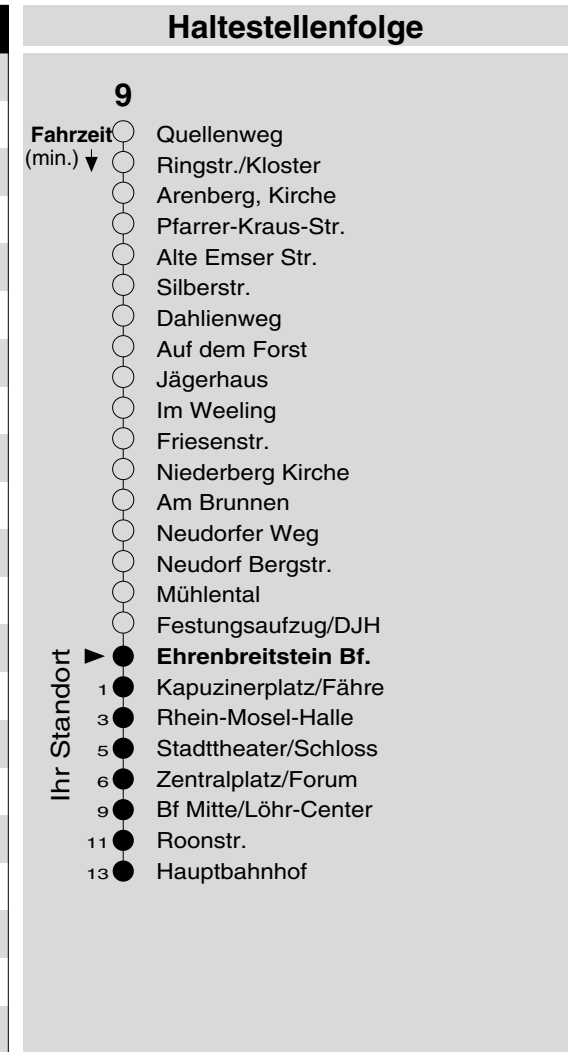 Haltestellenfolge
9
Fahrzeit
(min.)
Quellenweg
Ringstr./Kloster
Arenberg, Kirche
Pfarrer-Kraus-Str.
Alte Emser Str.
Silberstr.
Dahlienweg
Auf dem Forst
Jägerhaus
Im Weeling
Friesenstr.
Niederberg Kirche
Am Brunnen
Neudorfer Weg
Neudorf Bergstr.
Mühlental
Festungsaufzug/DJH
Ihr Standort
Ehrenbreitstein Bf.
1 Kapuzinerplatz/Fähre
3 Rhein-Mosel-Halle
5 Stadttheater/Schloss
6 Zentralplatz/Forum
9 Bf Mitte/Löhr-Center
11 Roonstr.
13 Hauptbahnhof